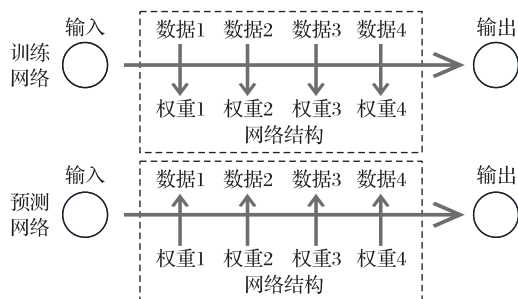 输入
数据1 数据2 数据3 数据4
输出
训练
网络
权重1 权重2 权重3 权重4
网络结构
输入
数据1 数据2 数据3 数据4
输出
预测
网络
权重1 权重2 权重3 权重4
网络结构